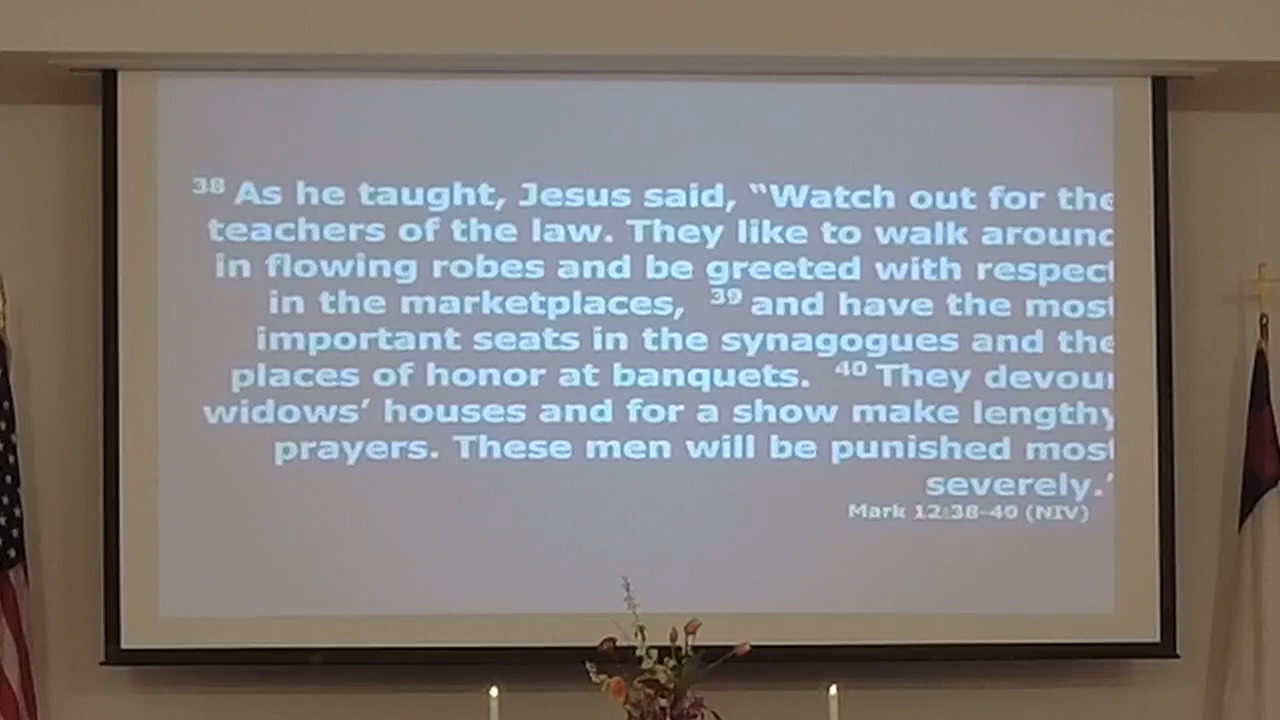 38 As he taught, Jesus said, “Watch out for the
teachers of the law. They like to walk around
in flowing robes and be greeted with respect
in the marketplaces, 39 and have the most
important seats in the synagogues and the
places of honor at banquets. 40 They devour
widows’ houses and for a show make lengthy
prayers. These men will be punished most
severely.”
Mark 12:38-40 (NIV)